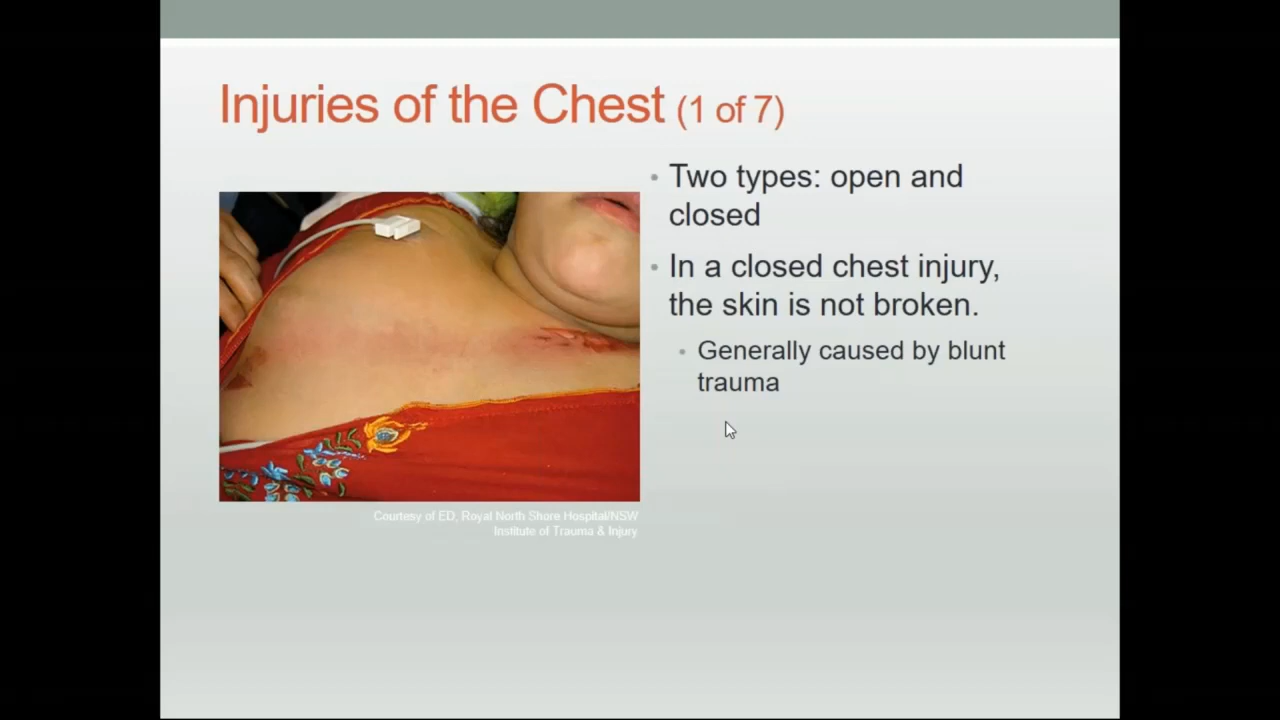 Injuries of the Chest (1 of 7)
Two types: open and
closed
In a closed chest injury,
the skin is not broken.
Generally caused by blunt
trauma
Courtesy of ED, Royal North Shore Hospital/NSW
Institute of Trauma & Injury